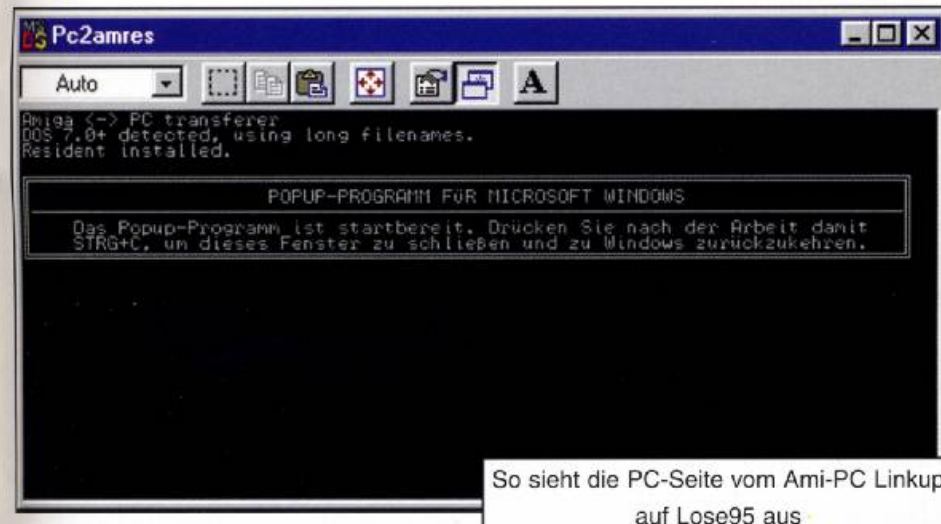 Pc2amres
Auto
A
Amiga <-> PC transferer
DOS 7.0+ detected, using long filenames.
Resident installed.
POPUP-PROGRAMM FÜR MICROSOFT WINDOWS
Das Popup-Programm ist startbereit. Drücken Sie nach der Arbeit damit
STRG+C, um dieses Fenster zu schließen und zu Windows zurückzukehren.
So sieht die PC-Seite vom Ami-PC Linkup
auf Lose95 aus